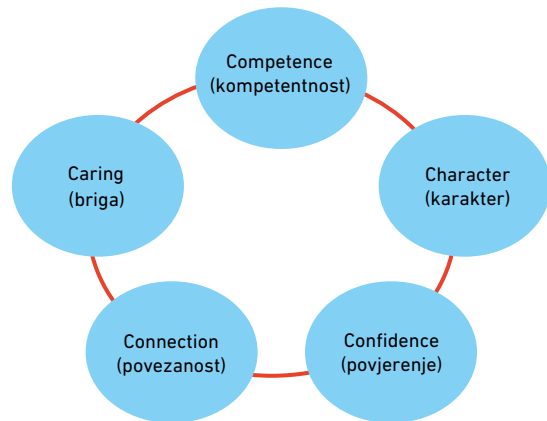 Competence
(kompetentnost)
Caring
(briga)
Character
(karakter)
Connection
(povezanost)
Confidence
(povjerenje)